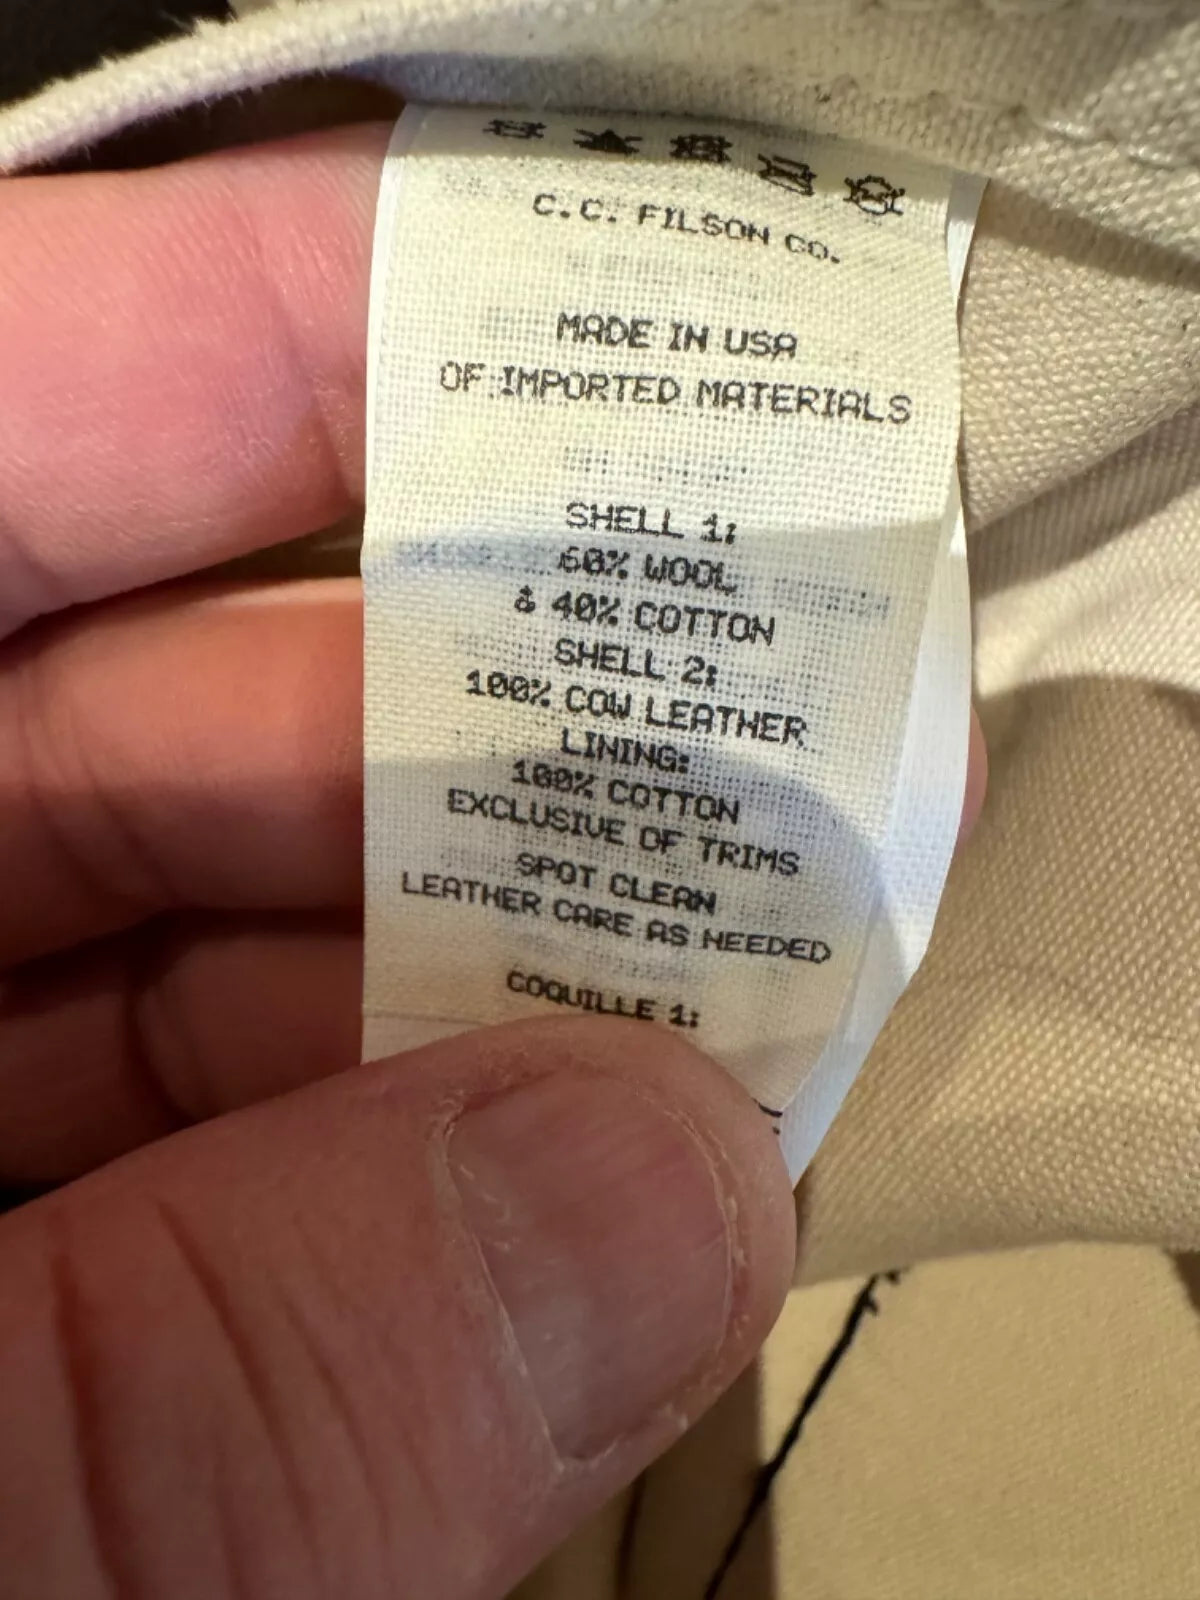 C.C. FILSON CO.
MADE IN USA
OF IMPORTED MATERIALS
SHELL 1:
60% WOOL
& 40% COTTON
SHELL 2:
100% COW LEATHER
LINING:
100% COTTON
EXCLUSIVE OF TRIMS
SPOT CLEAN
LEATHER CARE AS NEEDED
COQUILLE 1: